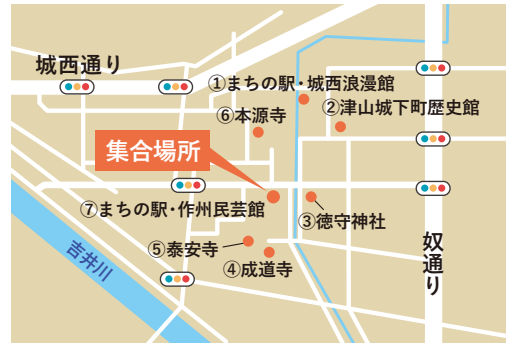 城西通り
①まちの駅・城西浪漫館
②津山城下町歴史館
⑥本源寺
集合場所
⑦まちの駅・作州民芸館
③徳守神社
⑤泰安寺
④成道寺
吉井川
奴通り